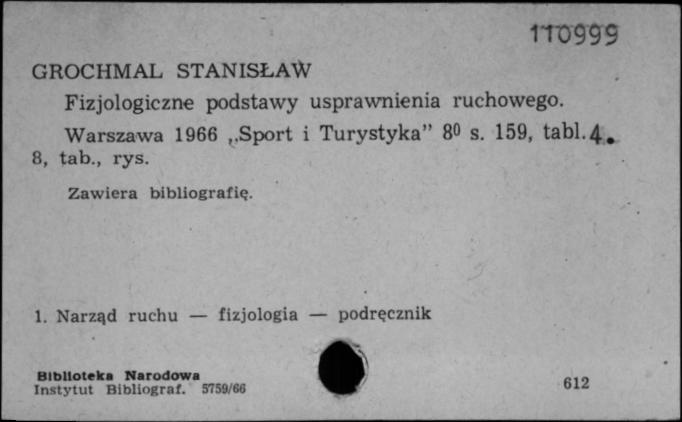 110999
GROCHMAL STANISŁAW
Fizjologiczne podstawy usprawnienia ruchowego.
Warszawa 1966 „Sport i Turystyka” 8⁰ s. 159, tabl. 4.
8, tab., rys.
Zawiera bibliografię.
1. Narząd ruchu — fizjologia — podręcznik
Biblioteka Narodowa
Instytut Bibliograf. 5759/66
612